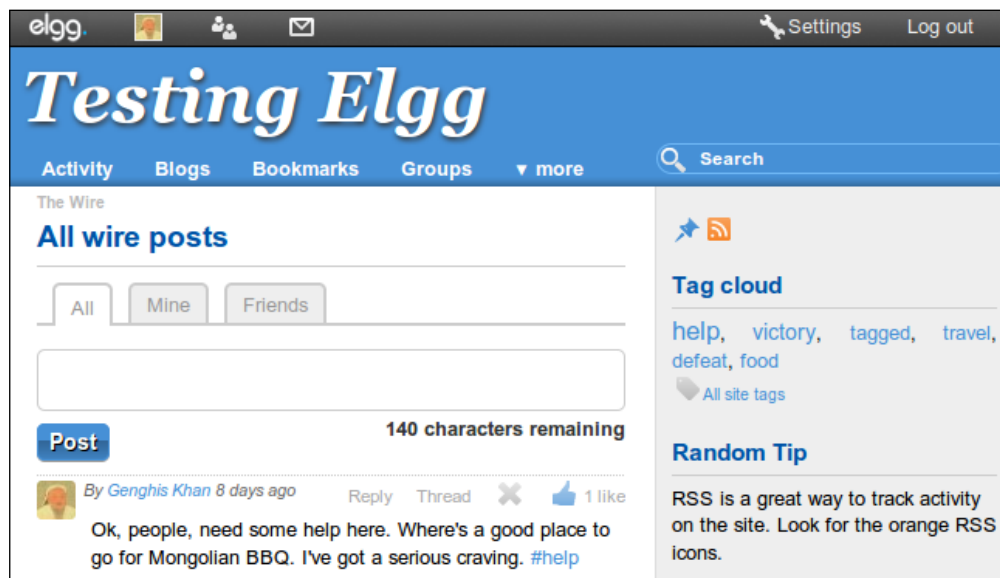 elgg.
Settings Log out
Testing Elgg
Activity Blogs Bookmarks Groups ▼ more
Search
The Wire
All wire posts
All Mine Friends
140 characters remaining
Post
By Genghis Khan 8 days ago Reply Thread 1 like
Ok, people, need some help here. Where's a good place to
go for Mongolian BBQ. I've got a serious craving. #help
Tag cloud
help, victory, tagged, travel,
defeat, food
All site tags
Random Tip
RSS is a great way to track activity
on the site. Look for the orange RSS
icons.